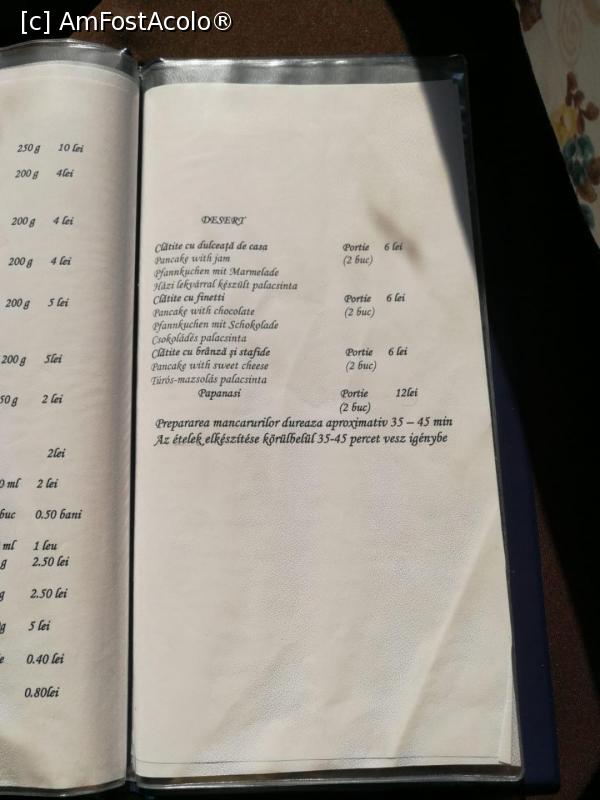 [c] AmFostAcolo®
250 g 10 lei
200 g 4lei
200 g 4 lei
200 g 4 lei
200 g 5 lei
200 g 5lei
50 g 2 lei
2lei
0 ml 2 lei
buc 0.50 bani
ml 1 leu
g 2.50 lei
g 2.50 lei
g 5 lei
e 0.40 lei
0.80lei
DESERT
Clătite cu dulceață de casa Portie 6 lei
Pancake with jam (2 buc)
Pfannkuchen mit Marmelade
Házi lekvárral készült palacsinta
Clătite cu finetti Portie 6 lei
Pancake with chocolate (2 buc)
Pfannkuchen mit Schokolade
Csokoládés palacsinta
Clătite cu brânză și stafide Portie 6 lei
Pancake with sweet cheese (2 buc)
Túrós-mazsolás palacsinta
Papanasi Portie 12lei
(2 buc)
Prepararea mancarurilor dureaza aproximativ 35 – 45 min
Az ételek elkészítése körülbelül 35-45 percet vesz igénybe